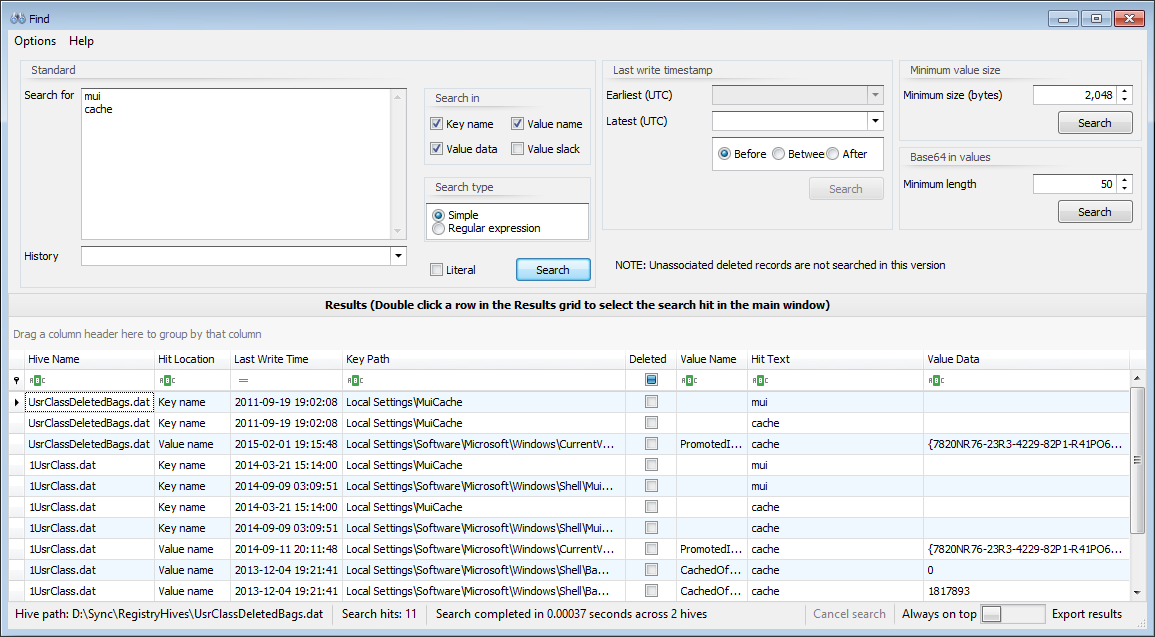 Find
Options Help
Standard
Search for
mui
cache
History
Search in
Key name Value name
Value data Value slack
Search type
Simple
Regular expression
Literal Search
Last write timestamp
Earliest (UTC)
Latest (UTC)
Before Betwee After
Search
Minimum value size
Minimum size (bytes) 2,048
Search
Base64 in values
Minimum length 50
Search
NOTE: Unassociated deleted records are not searched in this version
Results (Double click a row in the Results grid to select the search hit in the main window)
Drag a column header here to group by that column
Hive Name Hit Location Last Write Time Key Path Deleted Value Name Hit Text Value Data
ABC ABC = ABC ABC ABC ABC
UsrClassDeletedBags.dat Key name 2011-09-19 19:02:08 Local Settings\MuiCache mui
UsrClassDeletedBags.dat Key name 2011-09-19 19:02:08 Local Settings\MuiCache cache
UsrClassDeletedBags.dat Value name 2015-02-01 19:15:48 Local Settings\Software\Microsoft\Windows\CurrentV... PromotedI... cache {7820NR76-23R3-4229-82P1-R41PO6...
1UsrClass.dat Key name 2014-03-21 15:14:00 Local Settings\MuiCache mui
1UsrClass.dat Key name 2014-09-09 03:09:51 Local Settings\Software\Microsoft\Windows\Shell\Mui... mui
1UsrClass.dat Key name 2014-03-21 15:14:00 Local Settings\MuiCache cache
1UsrClass.dat Key name 2014-09-09 03:09:51 Local Settings\Software\Microsoft\Windows\Shell\Mui... cache
1UsrClass.dat Value name 2014-09-11 20:11:48 Local Settings\Software\Microsoft\Windows\CurrentV... PromotedI... cache {7820NR76-23R3-4229-82P1-R41PO6...
1UsrClass.dat Value name 2013-12-04 19:21:41 Local Settings\Software\Microsoft\Windows\Shell\Ba... CachedOf... cache 0
1UsrClass.dat Value name 2013-12-04 19:21:41 Local Settings\Software\Microsoft\Windows\Shell\Ba... CachedOf... cache 1817893
Hive path: D:\Sync\RegistryHives\UsrClassDeletedBags.dat Search hits: 11 Search completed in 0.00037 seconds across 2 hives Cancel search Always on top Export results